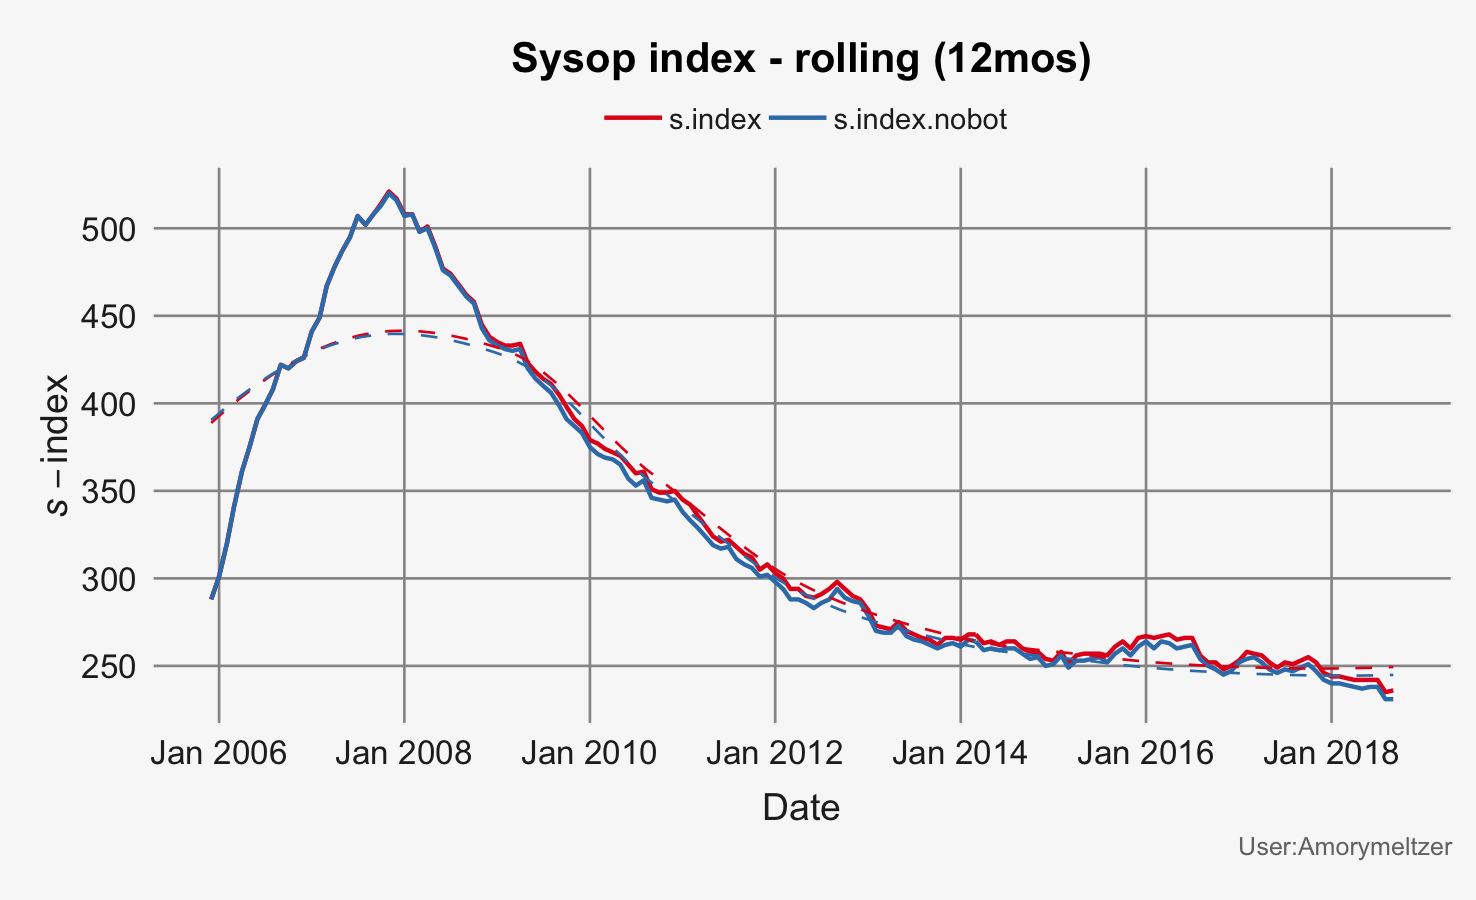 Sysop index - rolling (12mos)
s.index s.index.nobot
500
450
400
350
300
250
s – index
Jan 2006 Jan 2008 Jan 2010 Jan 2012 Jan 2014 Jan 2016 Jan 2018
Date
User:Amorymeltzer